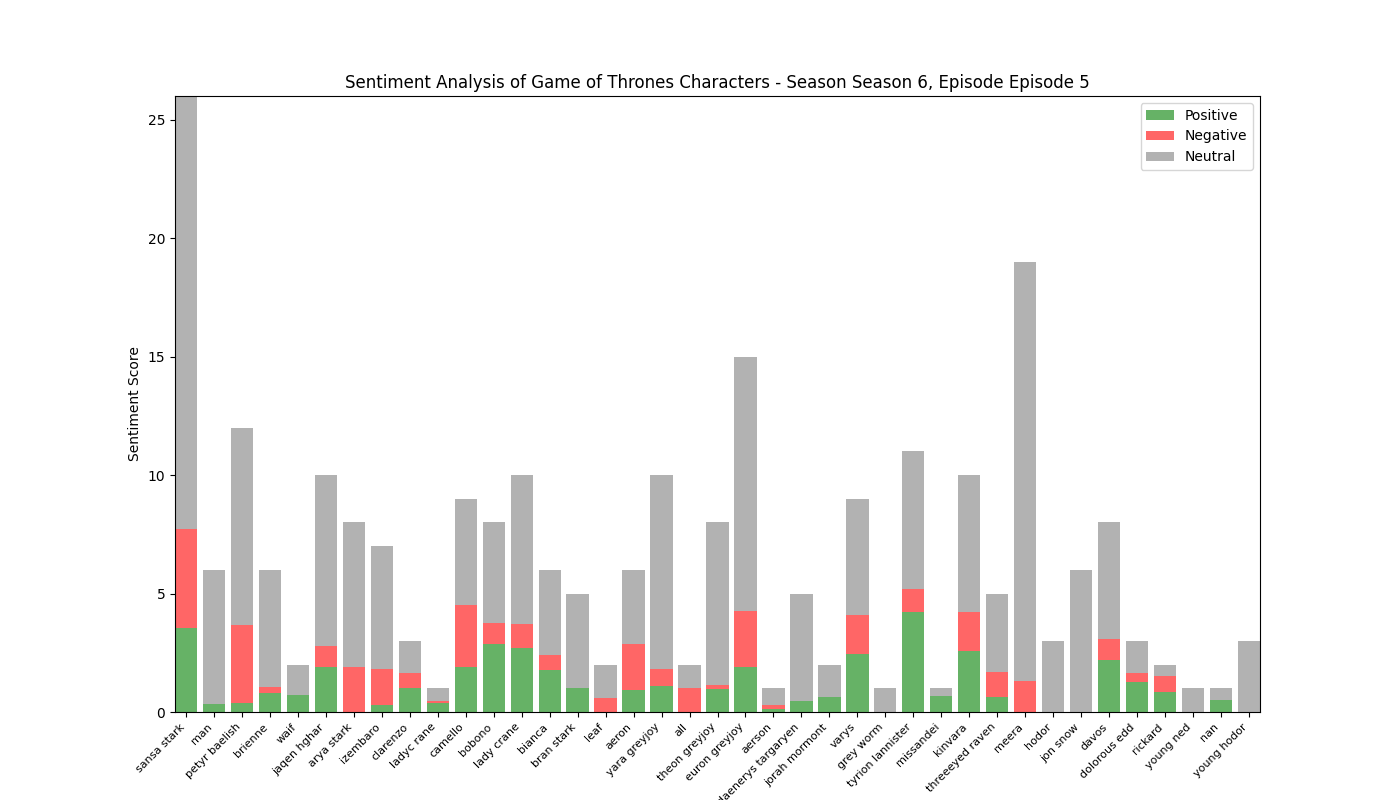 Sentiment Analysis of Game of Thrones Characters - Season Season 6, Episode Episode 5
Positive
Negative
Neutral
Sentiment Score
25
20
15
10
5
0
sansa stark
man
petyr baelish
brienne
waif
jaqen hghar
arya stark
izembaro
clarenzo
ladyc rane
camello
bobono
lady crane
bianca
bran stark
leaf
aeron
yara greyjoy
all
theon greyjoy
euron greyjoy
aerson
daenerys targaryen
jorah mormont
varys
grey worm
tyrion lannister
missandei
kinvara
threeeyed raven
meera
hodor
jon snow
davos
dolorous edd
rickard
young ned
nan
young hodor